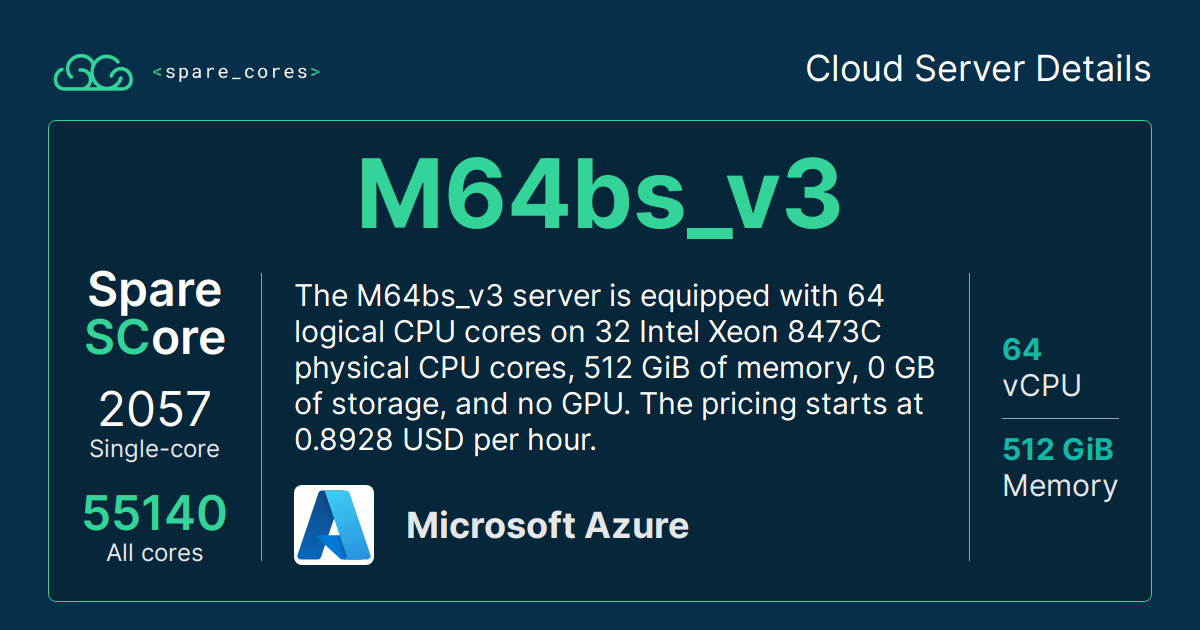 <spare_cores>
Cloud Server Details
M64bs_v3
Spare
SCore
2057
Single-core
55140
All cores
The M64bs_v3 server is equipped with 64
logical CPU cores on 32 Intel Xeon 8473C
physical CPU cores, 512 GiB of memory, 0 GB
of storage, and no GPU. The pricing starts at
0.8928 USD per hour.
Microsoft Azure
64
vCPU
512 GiB
Memory